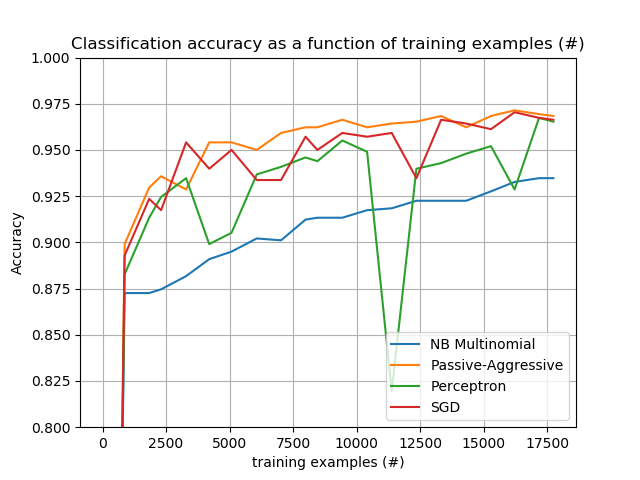 Classification accuracy as a function of training examples (#)
1.000
0.975
0.950
0.925
0.900
0.875
0.850
0.825
0.800
Accuracy
NB Multinomial
Passive-Aggressive
Perceptron
SGD
0 2500 5000 7500 10000 12500 15000 17500
training examples (#)